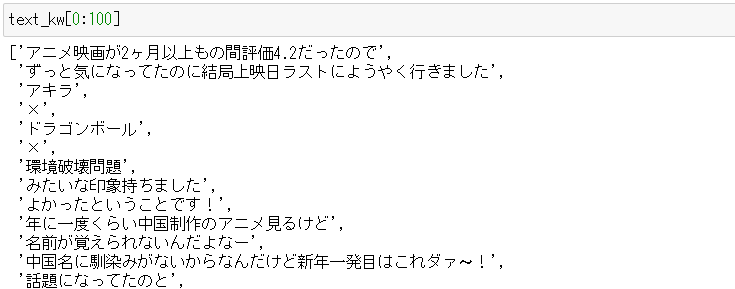 text_kw[0:100]
['アニメ映画が2ヶ月以上もの間評価4.2だったので',
'ずっと気になってたのに結局上映日ラストにようやく行きました',
'アキラ',
'×',
'ドラゴンボール',
'×',
'環境破壊問題',
'みたいな印象持ちました',
'よかったということです！',
'年に一度くらい中国制作のアニメ見るけど',
'名前が覚えられないんだよなー',
'中国名に馴染みがないからなんだけど新年一発目はこれダァ〜！',
'話題になってたのと',